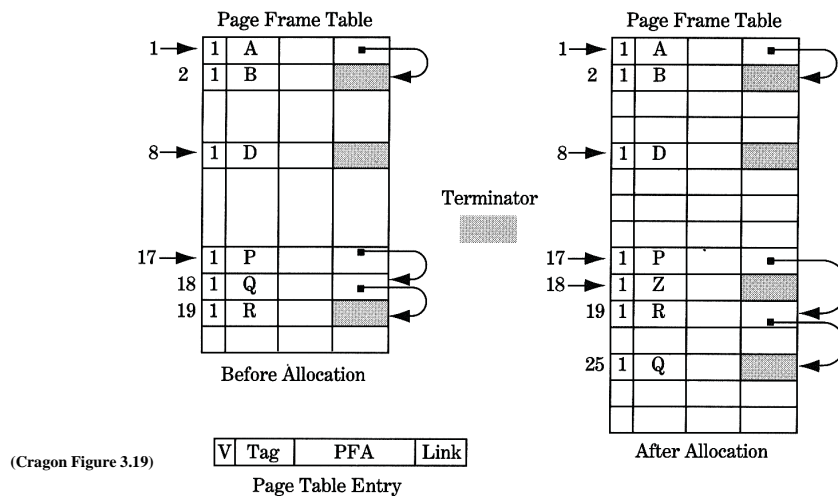 Page Frame Table
1 1 A
2 1 B
8 1 D
17 1 P
18 1 Q
19 1 R
Before Allocation
Terminator
Page Frame Table
1 1 A
2 1 B
8 1 D
17 1 P
18 1 Z
19 1 R
25 1 Q
After Allocation
(Cragon Figure 3.19)
V Tag PFA Link
Page Table Entry